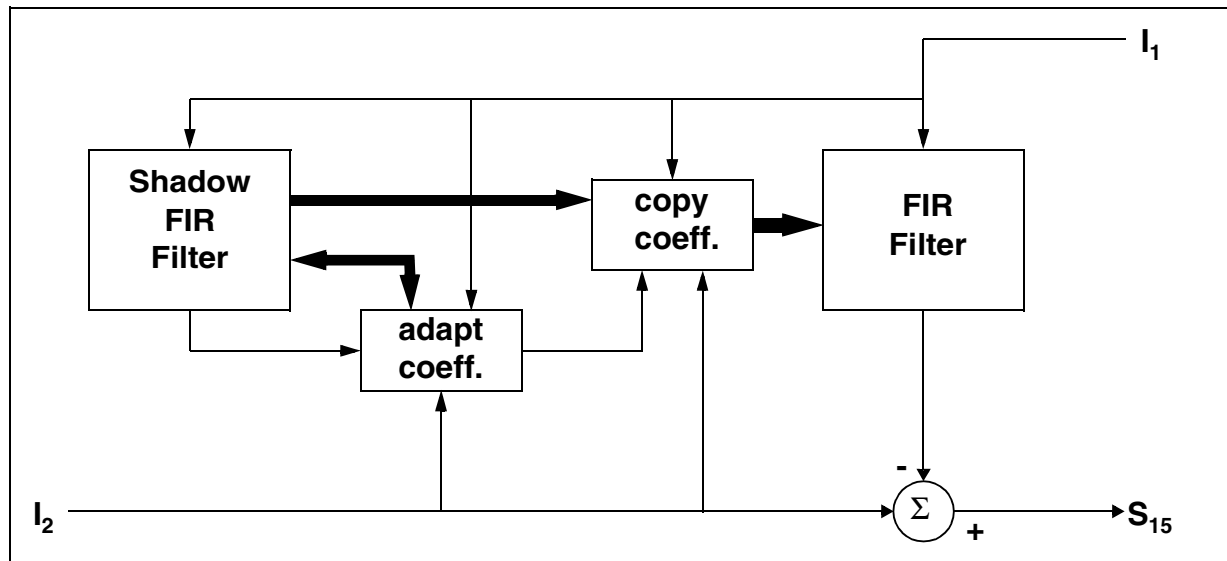 I1
Shadow
FIR
Filter
copy
coeff.
FIR
Filter
adapt
coeff.
-
I2
Σ
+
S15